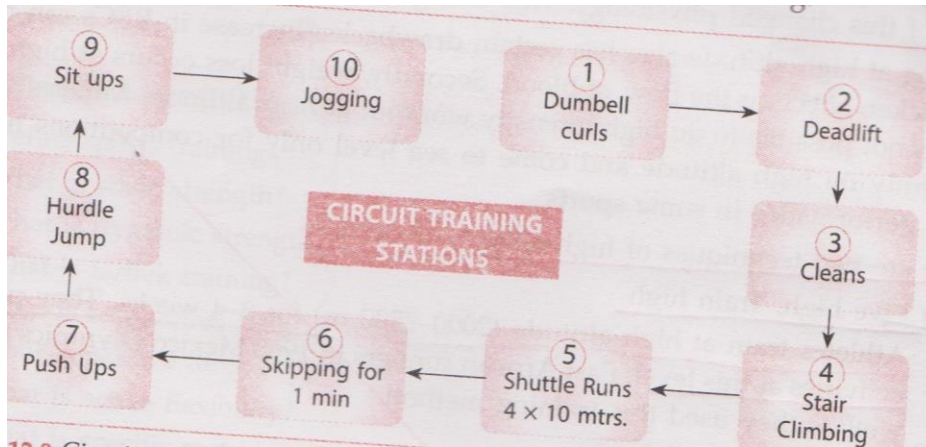 9
Sit ups
10
Jogging
1
Dumbell
curls
2
Deadlift
8
Hurdle
Jump
CIRCUIT TRAINING
STATIONS
3
Cleans
7
Push Ups
6
Skipping for
1 min
5
Shuttle Runs
4 × 10 mtrs.
4
Stair
Climbing